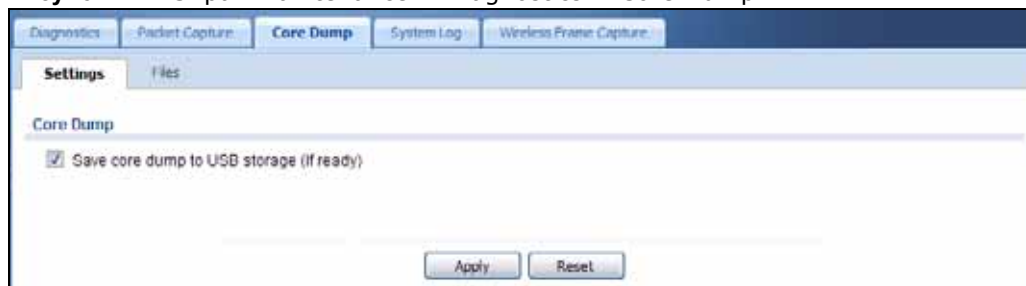 Diagnostics Packet Capture Core Dump System Log Wireless Frame Capture
Settings Files
Core Dump
Save core dump to USB storage (if ready)
Apply Reset